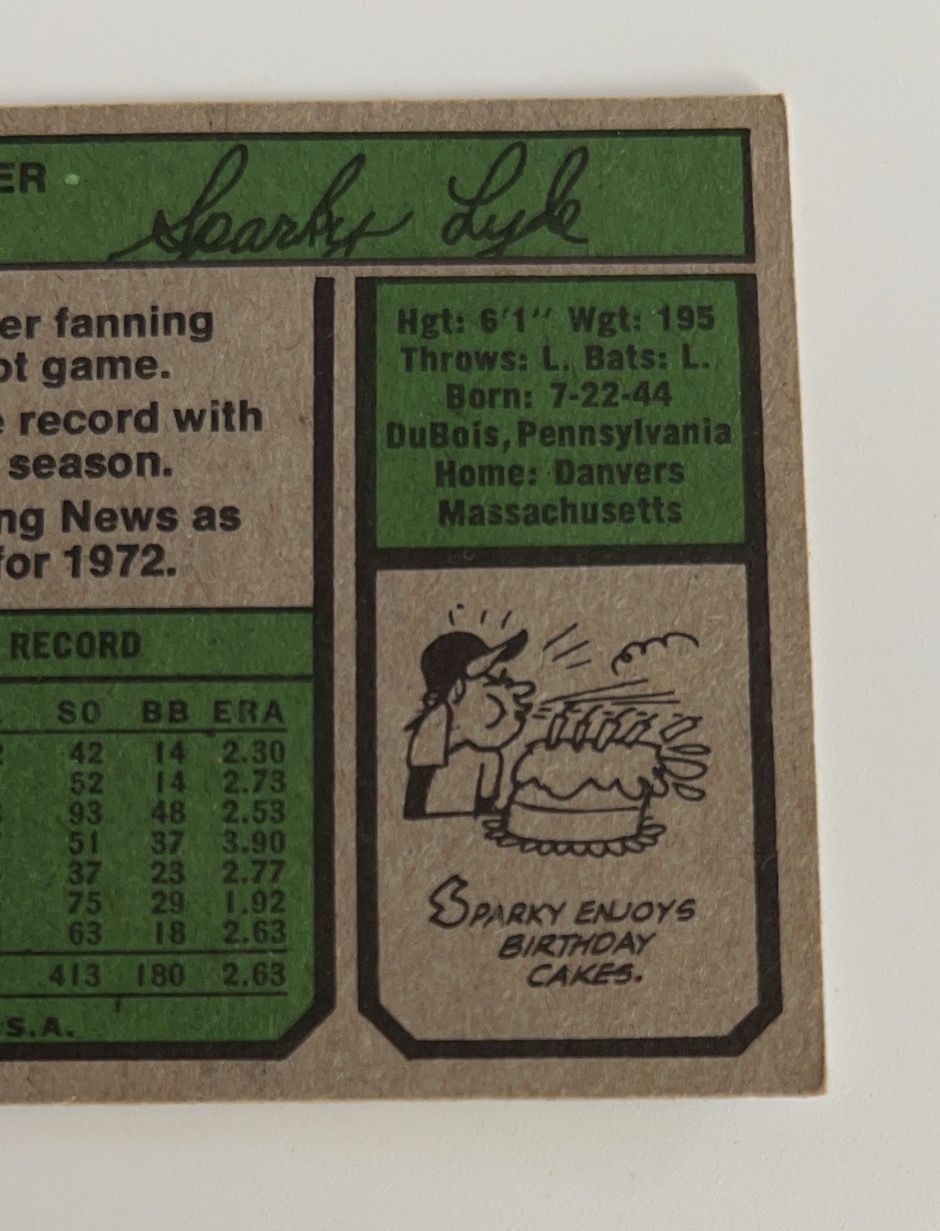 ER Sparky Lyle
er fanning
ot game.
e record with
season.
ng News as
for 1972.
RECORD
SO BB ERA
42 14 2.30
52 14 2.73
93 48 2.53
51 37 3.90
37 23 2.77
75 29 1.92
63 18 2.63
413 180 2.63
S.A.
Hgt: 6'1" Wgt: 195
Throws: L. Bats: L.
Born: 7-22-44
DuBois, Pennsylvania
Home: Danvers
Massachusetts
SPARKY ENJOYS
BIRTHDAY
CAKES.